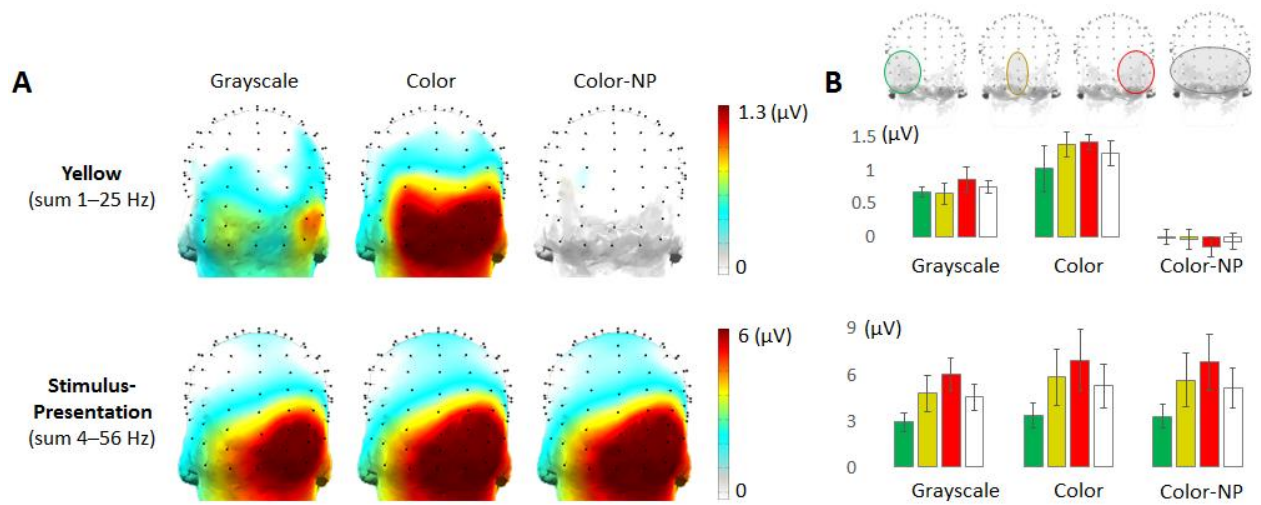 A
Grayscale
Color
Color-NP
Yellow
(sum 1–25 Hz)
1.3 (μV)
0
Stimulus-
Presentation
(sum 4–56 Hz)
6 (μV)
0
B
1.5
(μV)
1
0.5
0
Grayscale
Color
Color-NP
9
(μV)
6
3
0
Grayscale
Color
Color-NP